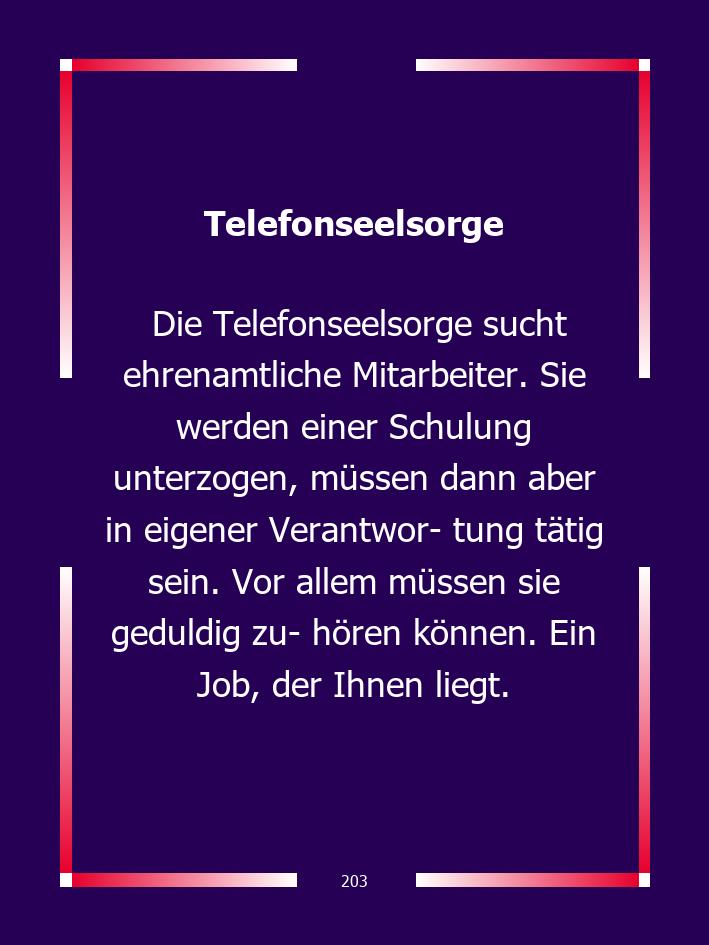 Telefonseelsorge
Die Telefonseelsorge sucht
ehrenamtliche Mitarbeiter. Sie
werden einer Schulung
unterzogen, müssen dann aber
in eigener Verantwor- tung tätig
sein. Vor allem müssen sie
geduldig zu- hören können. Ein
Job, der Ihnen liegt.
203